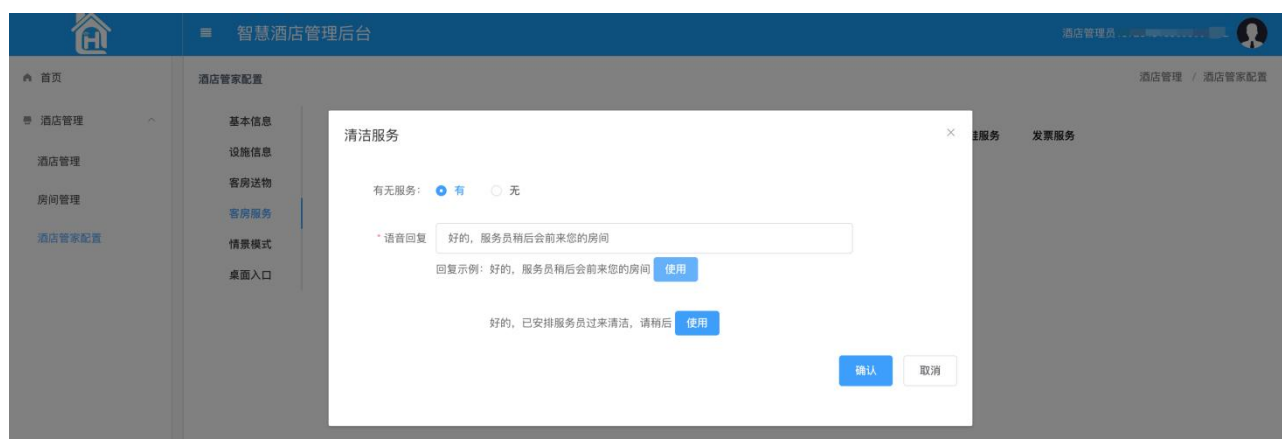 智慧酒店管理后台
酒店管理员
首页
酒店管家配置
酒店管理 / 酒店管家配置
酒店管理
酒店管理
房间管理
酒店管家配置
基本信息
设施信息
客房送物
客房服务
情景模式
桌面入口
服务
发票服务
清洁服务
有无服务： 有 无
*语音回复 好的，服务员稍后会前来您的房间
回复示例：好的，服务员稍后会前来您的房间 使用
好的，已安排服务员过来清洁，请稍后 使用
确认 取消